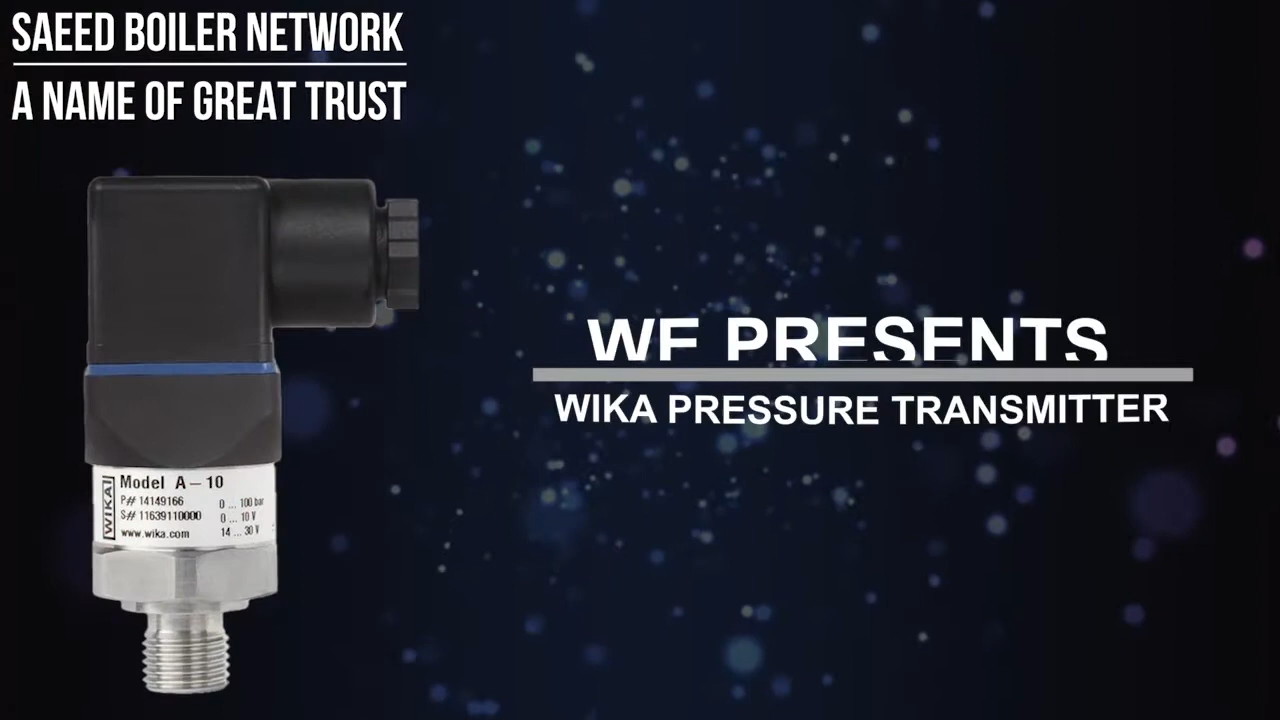 SAEED BOILER NETWORK
A NAME OF GREAT TRUST
WE PRESENTS
WIKA PRESSURE TRANSMITTER
WIKA
Model A-10
P# 14149166
0 ... 100 bar
S# 11639110000
0 ... 10 V
www.wika.com
14 ... 30 V